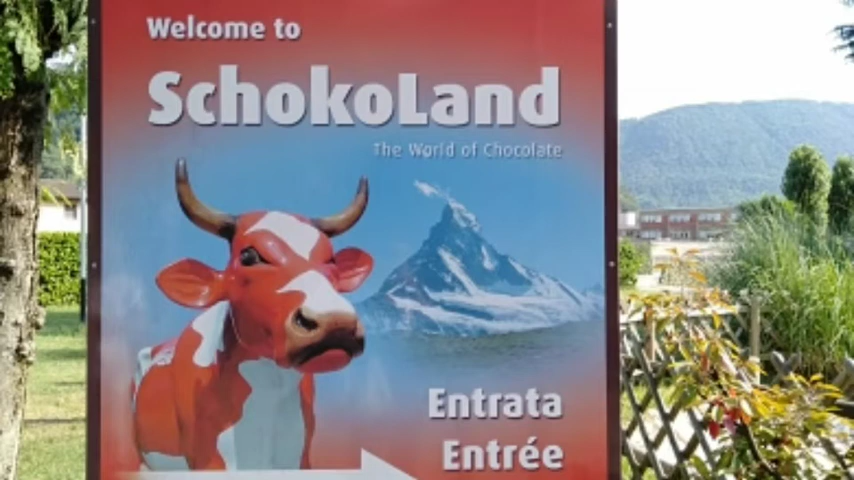 Welcome to
SchokoLand
The World of Chocolate
Entrata
Entrée